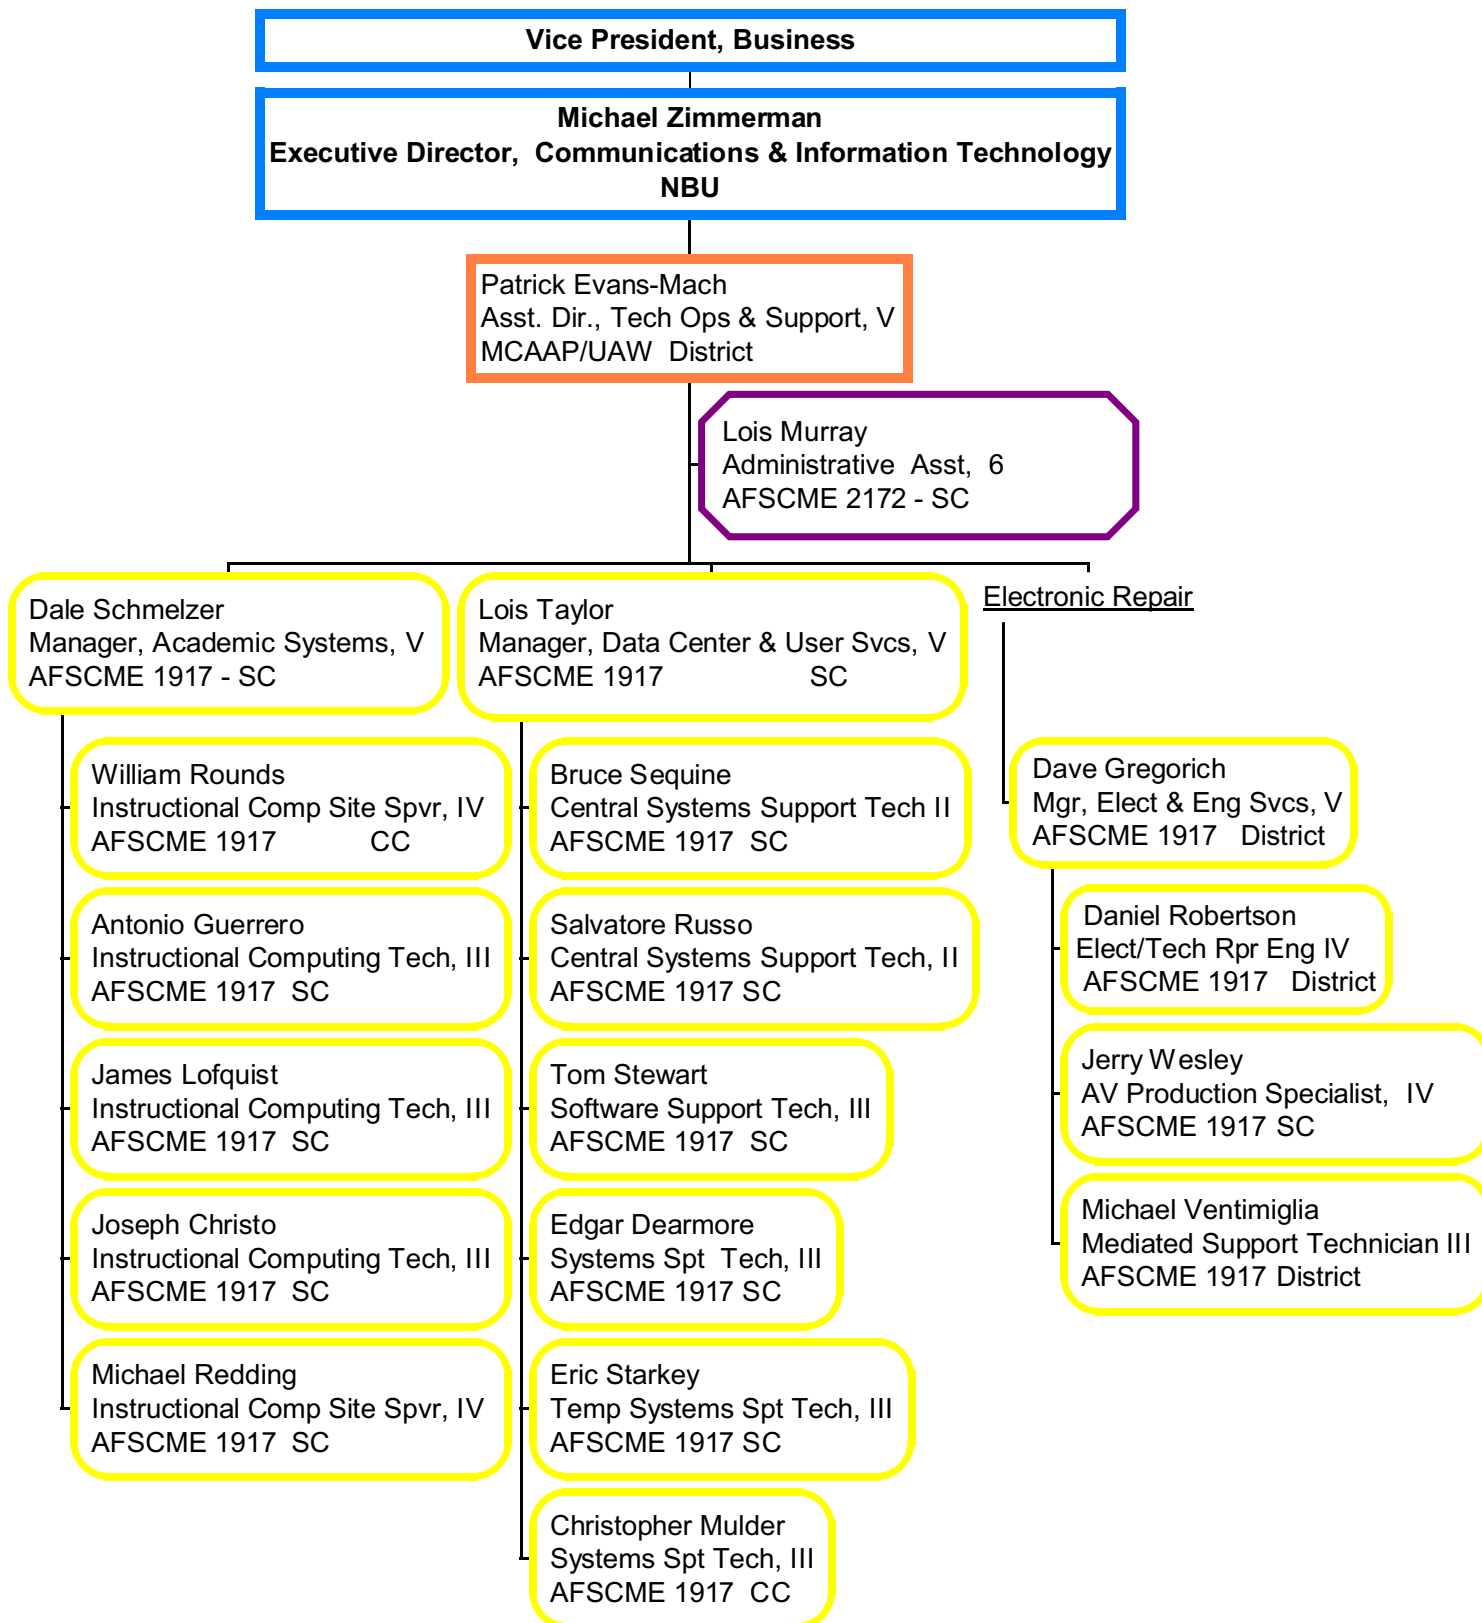 Vice President, Business
Michael Zimmerman
Executive Director, Communications & Information Technology
NBU
Patrick Evans-Mach
Asst. Dir., Tech Ops & Support, V
MCAAP/UAW District
Lois Murray
Administrative Asst, 6
AFSCME 2172 - SC
Dale Schmelzer
Manager, Academic Systems, V
AFSCME 1917 - SC
William Rounds
Instructional Comp Site Spvr, IV
AFSCME 1917 CC
Antonio Guerrero
Instructional Computing Tech, III
AFSCME 1917 SC
James Lofquist
Instructional Computing Tech, III
AFSCME 1917 SC
Joseph Christo
Instructional Computing Tech, III
AFSCME 1917 SC
Michael Redding
Instructional Comp Site Spvr, IV
AFSCME 1917 SC
Lois Taylor
Manager, Data Center & User Svcs, V
AFSCME 1917 SC
Bruce Sequine
Central Systems Support Tech II
AFSCME 1917 SC
Salvatore Russo
Central Systems Support Tech, II
AFSCME 1917 SC
Tom Stewart
Software Support Tech, III
AFSCME 1917 SC
Edgar Dearmore
Systems Spt Tech, III
AFSCME 1917 SC
Eric Starkey
Temp Systems Spt Tech, III
AFSCME 1917 SC
Christopher Mulder
Systems Spt Tech, III
AFSCME 1917 CC
Electronic Repair
Dave Gregorich
Mgr, Elect & Eng Svcs, V
AFSCME 1917 District
Daniel Robertson
Elect/Tech Rpr Eng IV
AFSCME 1917 District
Jerry Wesley
AV Production Specialist, IV
AFSCME 1917 SC
Michael Ventimiglia
Mediated Support Technician III
AFSCME 1917 District